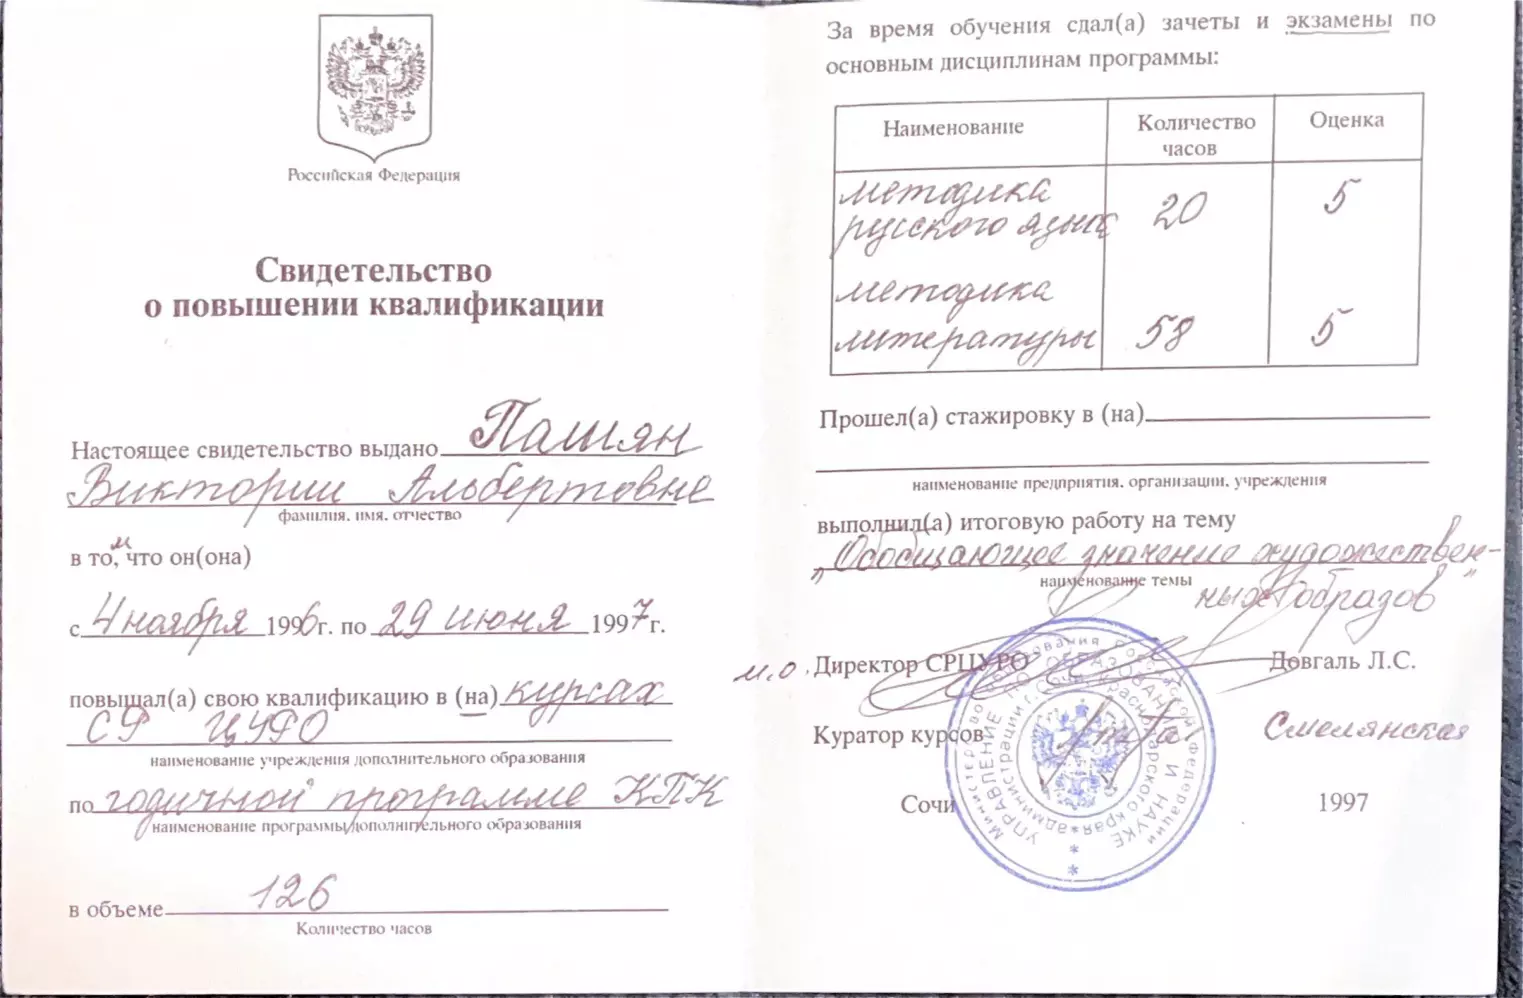 Российская Федерация
Свидетельство
о повышении квалификации
Настоящее свидетельство выдано Пашян
Виктории Альбертовне
фамилия, имя, отчество
в том, что он(она)
с 4 ноября 1996г. по 29 июня 1997г.
повышал(а) свою квалификацию в (на) курсах
СР ЦУРО
наименование учреждения дополнительного образования
по годичной программе КПК
наименование программы дополнительного образования
в объеме 126
Количество часов
За время обучения сдал(а) зачеты и экзамены по
основным дисциплинам программы:
Наименование Количество часов Оценка
методика
русского языка 20 5
методика
литературы 58 5
Прошел(а) стажировку в (на)
наименование предприятия, организации, учреждения
выполнил(а) итоговую работу на тему
"Обобщающее значение художествен-
наименование темы
ных образов"
и.о. Директор СРЦУРО Довгаль Л.С.
Куратор курсов Смелянская
Сочи 1997
Министерство образования Российской Федерации
УПРАВЛЕНИЕ ПО ОБРАЗОВАНИЮ И НАУКЕ
администрации г. Сочи Краснодарского края